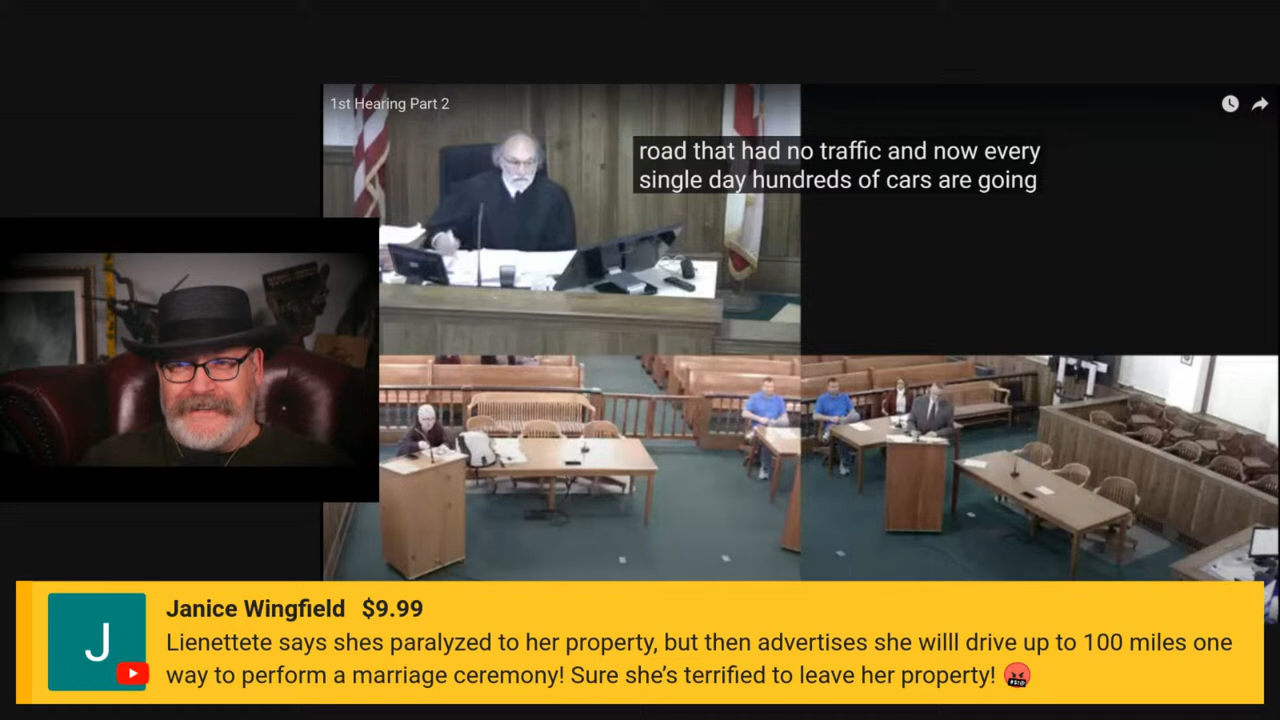 1st Hearing Part 2
road that had no traffic and now every
single day hundreds of cars are going
J
Janice Wingfield $9.99
Lienettete says shes paralyzed to her property, but then advertises she willl drive up to 100 miles one
way to perform a marriage ceremony! Sure she’s terrified to leave her property!